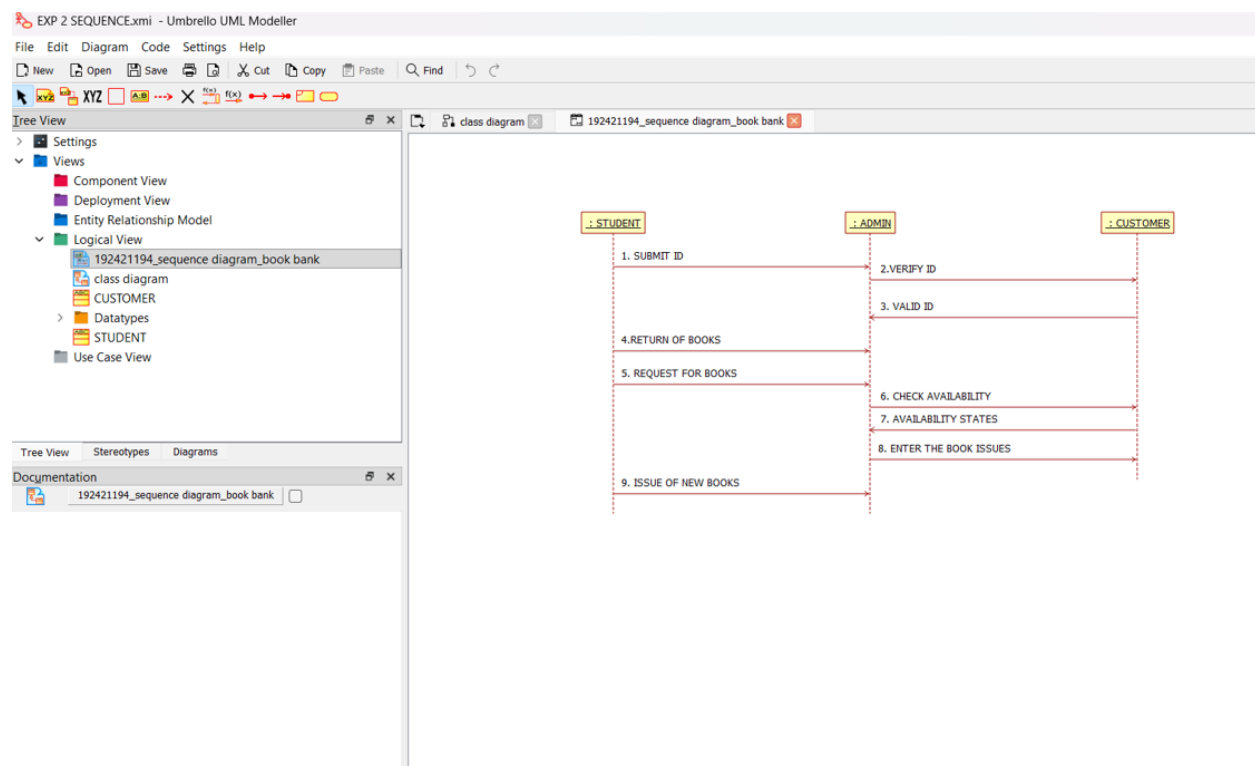 EXP 2 SEQUENCE.xmi - Umbrello UML Modeller
File Edit Diagram Code Settings Help
New Open Save Cut Copy Paste Find
XYZ XYZ A:B f(x) f(x)
Tree View
class diagram 192421194_sequence diagram_book bank
Settings
Views
Component View
Deployment View
Entity Relationship Model
Logical View
192421194_sequence diagram_book bank
class diagram
CUSTOMER
Datatypes
STUDENT
Use Case View
Tree View Stereotypes Diagrams
Documentation
192421194_sequence diagram_book bank
: STUDENT : ADMIN : CUSTOMER
1. SUBMIT ID
2.VERIFY ID
3. VALID ID
4.RETURN OF BOOKS
5. REQUEST FOR BOOKS
6. CHECK AVAILABILITY
7. AVAILABILITY STATES
8. ENTER THE BOOK ISSUES
9. ISSUE OF NEW BOOKS